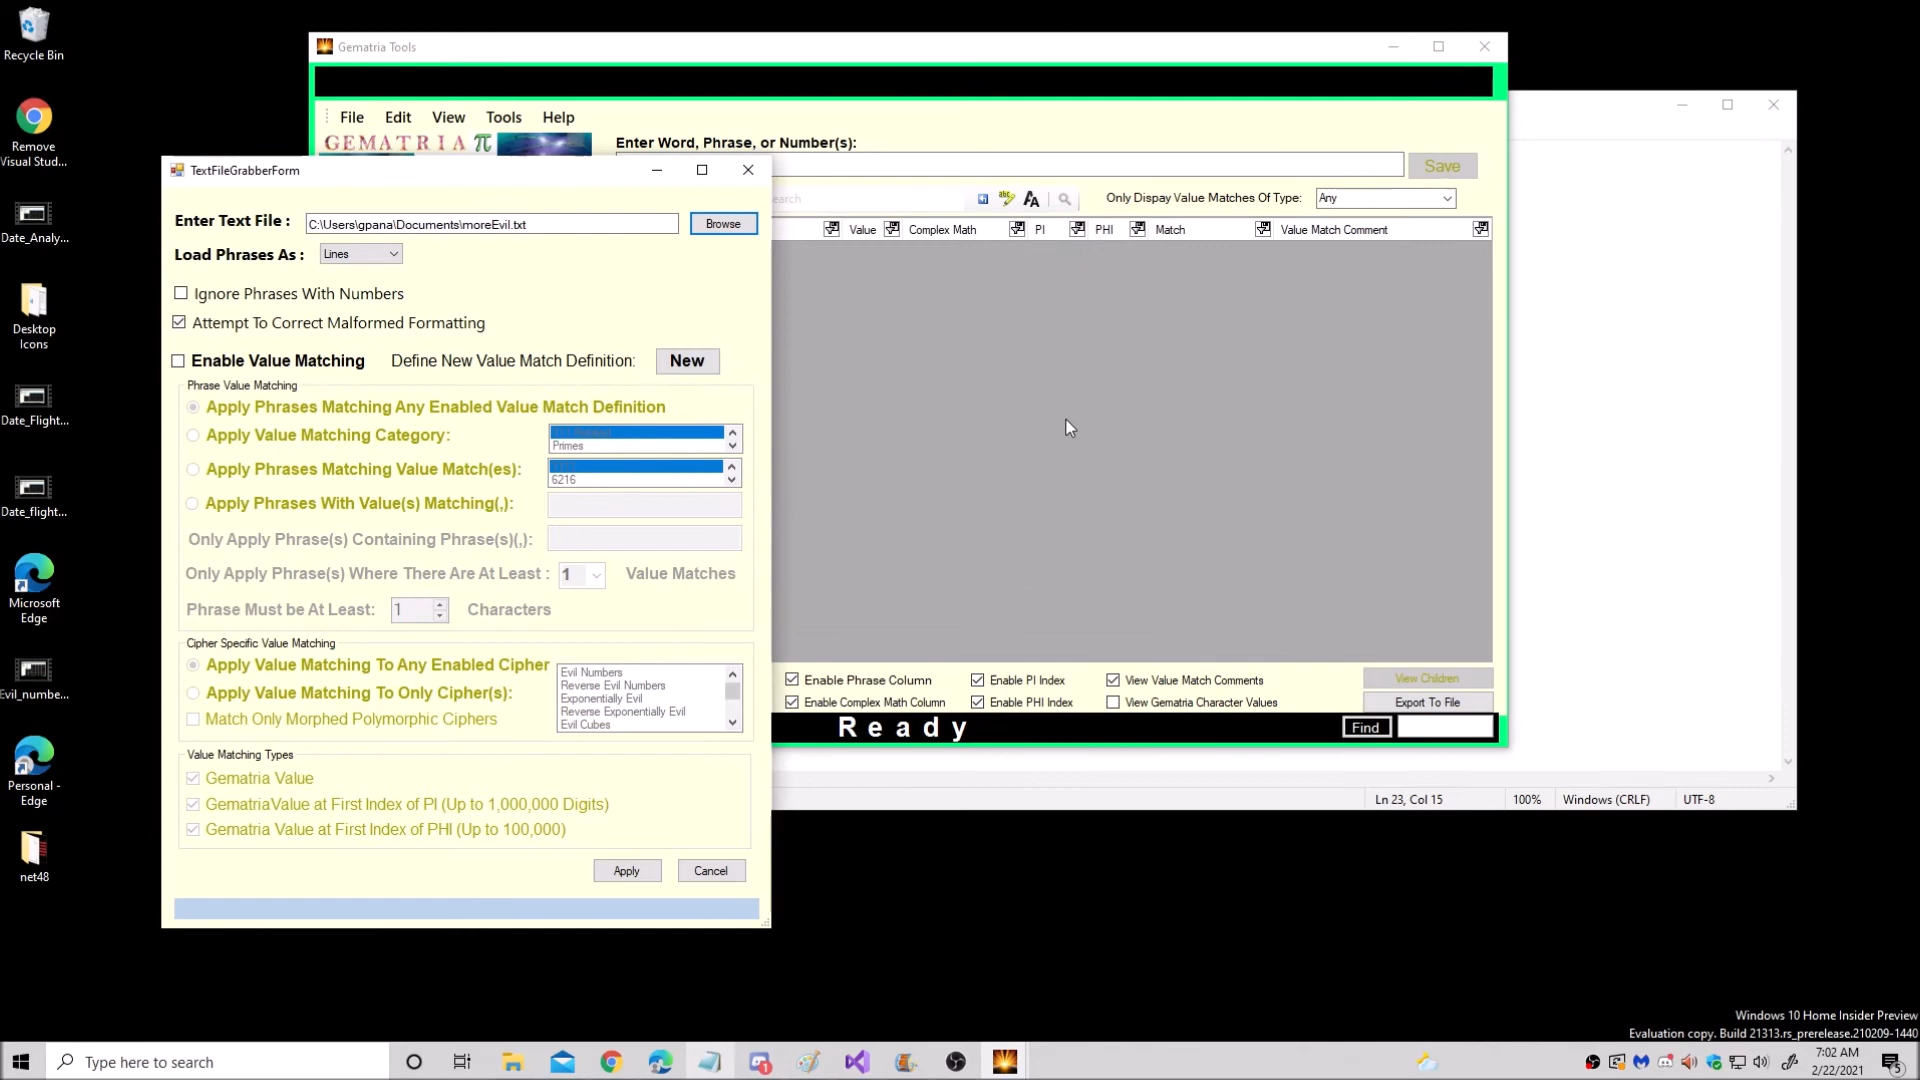 Recycle Bin
Remove
Visual Stud...
Date_Analy...
Desktop
Icons
Date_Flight...
Date_flight...
Microsoft
Edge
Evil_numbe...
Personal -
Edge
net48
Gematria Tools
File Edit View Tools Help
GEMATRIA π
Enter Word, Phrase, or Number(s):
Save
Only Dispay Value Matches Of Type: Any
Value Complex Math PI PHI Match Value Match Comment
TextFileGrabberForm
Enter Text File : C:\Users\gpana\Documents\moreEvil.txt Browse
Load Phrases As : Lines
Ignore Phrases With Numbers
Attempt To Correct Malformed Formatting
Enable Value Matching Define New Value Match Definition: New
Phrase Value Matching
Apply Phrases Matching Any Enabled Value Match Definition
Apply Value Matching Category:
Primes
Apply Phrases Matching Value Match(es):
6216
Apply Phrases With Value(s) Matching(,):
Only Apply Phrase(s) Containing Phrase(s)(,):
Only Apply Phrase(s) Where There Are At Least : 1 Value Matches
Phrase Must be At Least: 1 Characters
Cipher Specific Value Matching
Apply Value Matching To Any Enabled Cipher
Apply Value Matching To Only Cipher(s):
Match Only Morphed Polymorphic Ciphers
Evil Numbers
Reverse Evil Numbers
Exponentially Evil
Reverse Exponentially Evil
Evil Cubes
Value Matching Types
Gematria Value
GematriaValue at First Index of PI (Up to 1,000,000 Digits)
Gematria Value at First Index of PHI (Up to 100,000)
Apply Cancel
Enable Phrase Column Enable PI Index View Value Match Comments View Children
Enable Complex Math Column Enable PHI Index View Gematria Character Values Export To File
Ready Find
Ln 23, Col 15 100% Windows (CRLF) UTF-8
Windows 10 Home Insider Preview
Evaluation copy. Build 21313.rs_prerelease.210209-1440
Type here to search
7:02 AM
2/22/2021